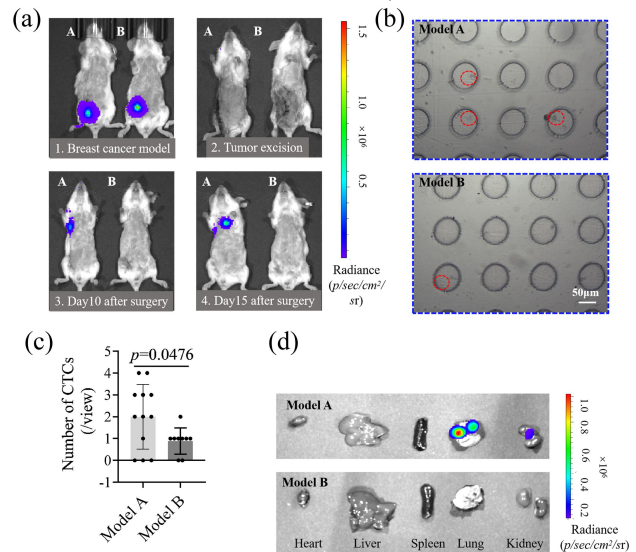 (a)
A B
A B
1. Breast cancer model
2. Tumor excision
A B
A B
3. Day10 after surgery
4. Day15 after surgery
1.5
1.0
×10⁶
0.5
Radiance
(p/sec/cm²/
sr)
(b)
Model A
Model B
50μm
(c)
p=0.0476
Number of CTCs
(/view)
5
4
3
2
1
0
-1
Model A
Model B
(d)
Model A
Model B
Heart Liver Spleen Lung Kidney
1.0
0.8
0.6
×10⁶
0.4
0.2
Radiance
(p/sec/cm²/sr)